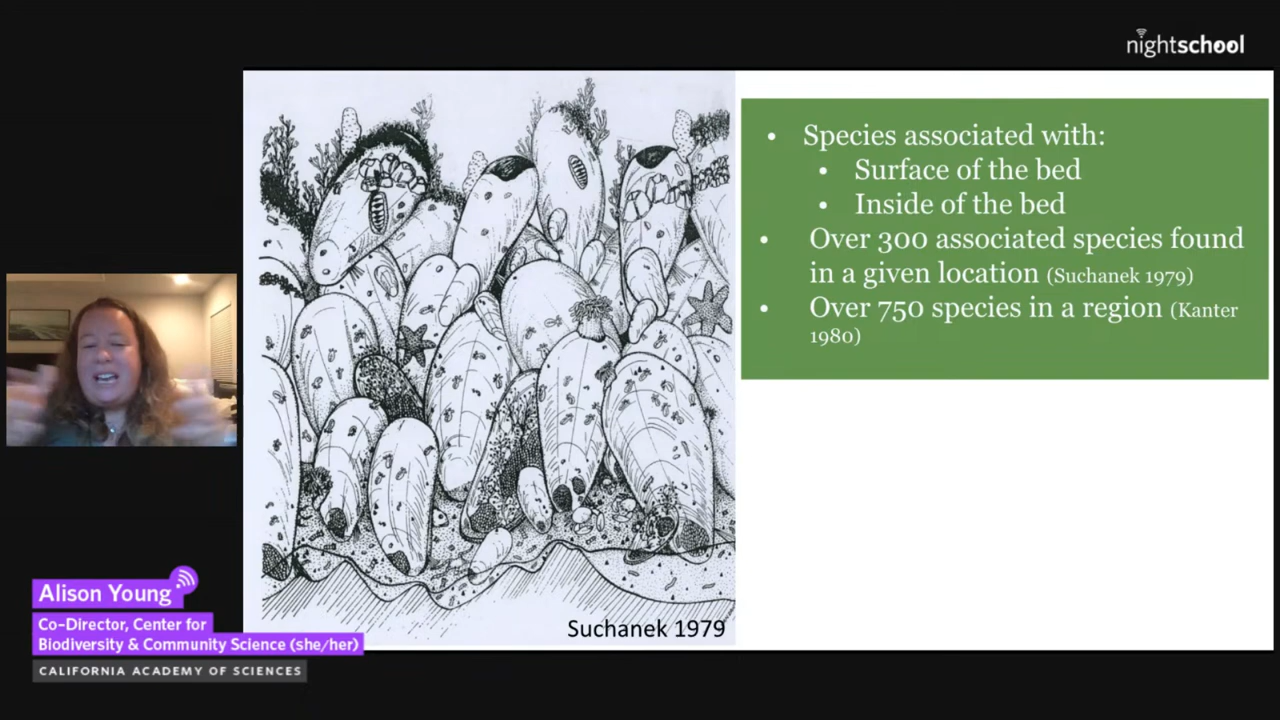 nightschool
• Species associated with:
• Surface of the bed
• Inside of the bed
• Over 300 associated species found
in a given location (Suchanek 1979)
• Over 750 species in a region (Kanter
1980)
Suchanek 1979
Alison Young
Co-Director, Center for
Biodiversity & Community Science (she/her)
CALIFORNIA ACADEMY OF SCIENCES